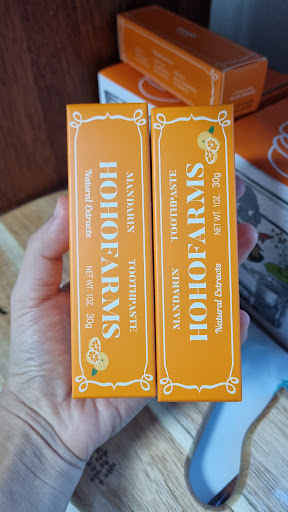 MANDARIN TOOTHPASTE
HOHOFARMS
Natural Extracts NET WT. 1OZ 30g
MANDARIN TOOTHPASTE
HOHOFARMS
Natural Extracts NET WT. 1OZ 30g